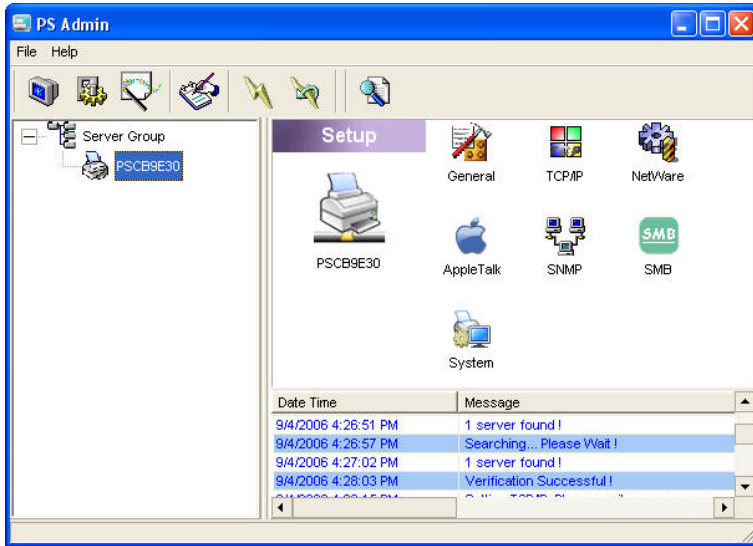 PS Admin
File Help
Server Group
PSCB9E30
Setup
PSCB9E30
General
TCP/IP
NetWare
AppleTalk
SNMP
SMB
SMB
System
Date Time Message
9/4/2006 4:26:51 PM 1 server found !
9/4/2006 4:26:57 PM Searching... Please Wait !
9/4/2006 4:27:02 PM 1 server found !
9/4/2006 4:28:03 PM Verification Successful !